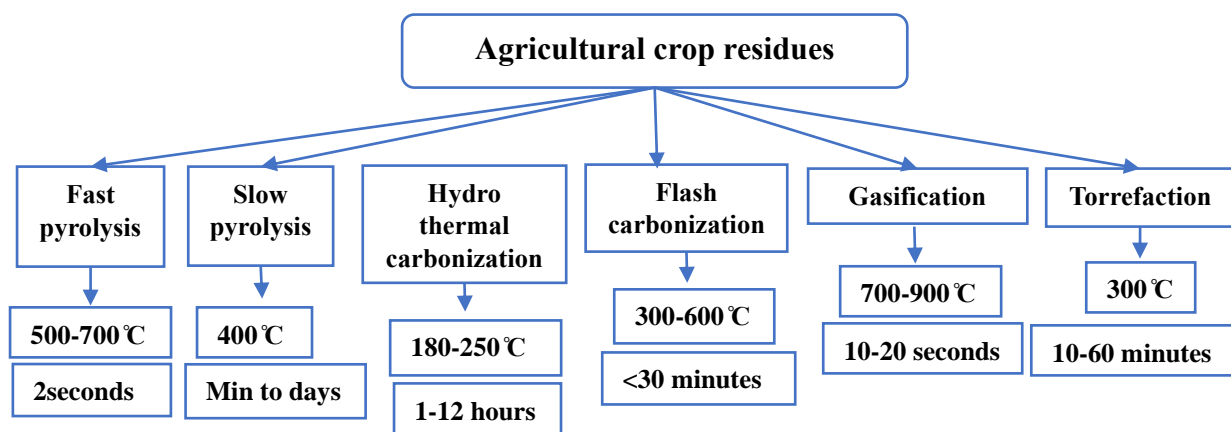 Agricultural crop residues
Fast
pyrolysis
500-700℃
2seconds
Slow
pyrolysis
400℃
Min to days
Hydro
thermal
carbonization
180-250℃
1-12 hours
Flash
carbonization
300-600℃
<30 minutes
Gasification
700-900℃
10-20 seconds
Torrefaction
300℃
10-60 minutes